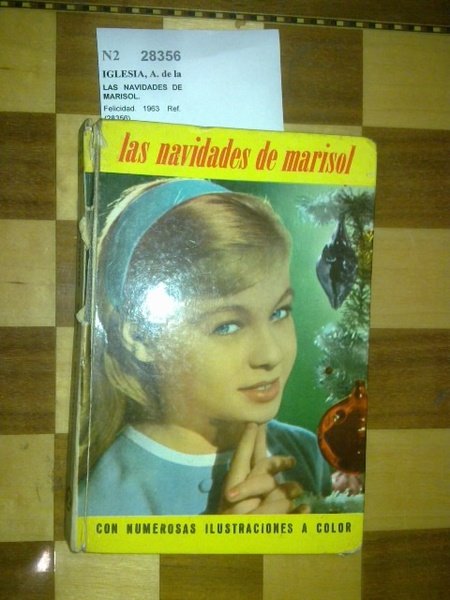 N2 28356
IGLESIA, A. de la
LAS NAVIDADES DE
MARISOL.
Felicidad. 1963 Ref.
(28356)
las navidades de marisol
CON NUMEROSAS ILUSTRACIONES A COLOR